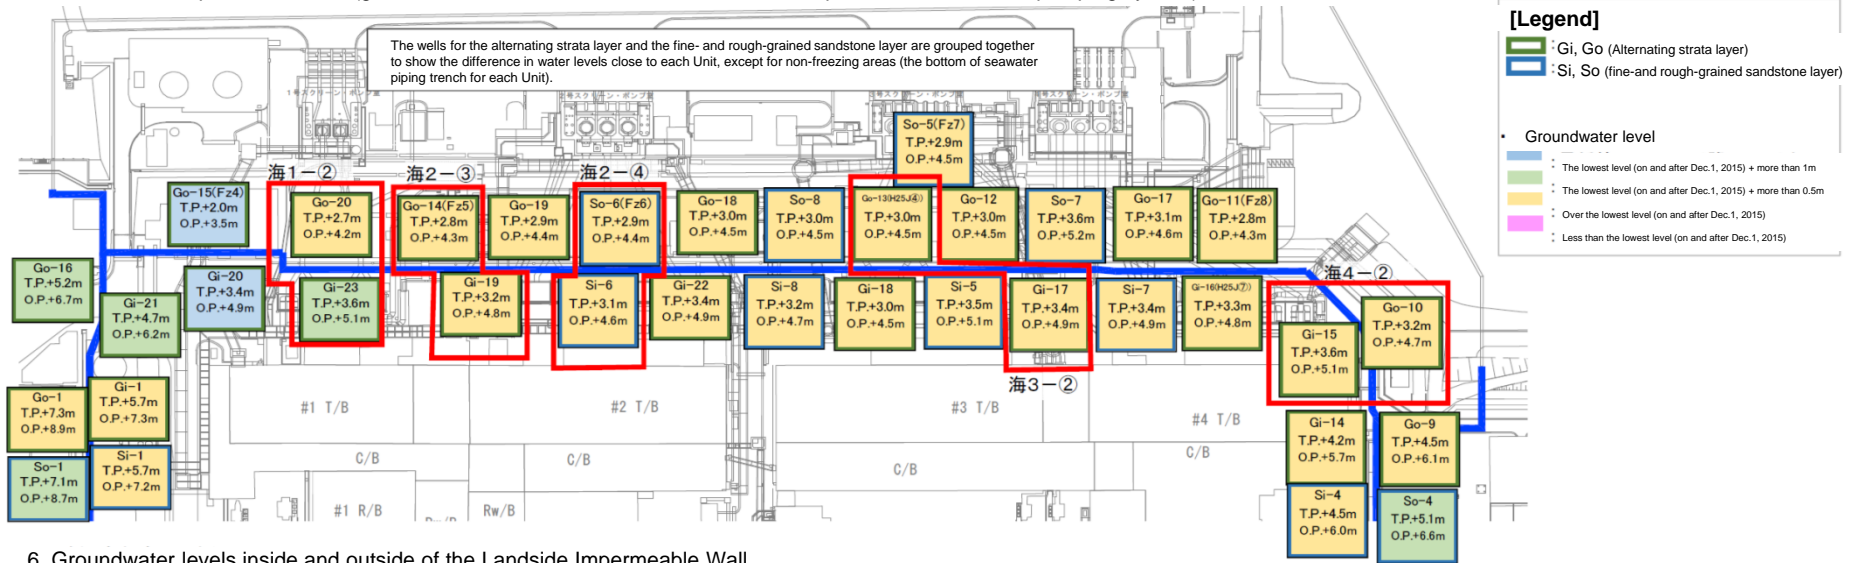 The wells for the alternating strata layer and the fine- and rough-grained sandstone layer are grouped together
to show the difference in water levels close to each Unit, except for non-freezing areas (the bottom of seawater
piping trench for each Unit).
[Legend]
: Gi, Go (Alternating strata layer)
: Si, So (fine-and rough-grained sandstone layer)
· Groundwater level
: The lowest level (on and after Dec.1, 2015) + more than 1m
: The lowest level (on and after Dec.1, 2015) + more than 0.5m
: Over the lowest level (on and after Dec.1, 2015)
: Less than the lowest level (on and after Dec.1, 2015)
So-5(Fz7)
T.P.+2.9m
O.P.+4.5m
海1-②
海2-③
海2-④
Go-15(Fz4)
T.P.+2.0m
O.P.+3.5m
Go-20
T.P.+2.7m
O.P.+4.2m
Go-14(Fz5)
T.P.+2.8m
O.P.+4.3m
Go-19
T.P.+2.9m
O.P.+4.4m
So-6(Fz6)
T.P.+2.9m
O.P.+4.4m
Go-18
T.P.+3.0m
O.P.+4.5m
So-8
T.P.+3.0m
O.P.+4.5m
Go-13(H25J④)
T.P.+3.0m
O.P.+4.5m
Go-12
T.P.+3.0m
O.P.+4.5m
So-7
T.P.+3.6m
O.P.+5.2m
Go-17
T.P.+3.1m
O.P.+4.6m
Go-11(Fz8)
T.P.+2.8m
O.P.+4.3m
Go-16
T.P.+5.2m
O.P.+6.7m
Gi-21
T.P.+4.7m
O.P.+6.2m
Gi-20
T.P.+3.4m
O.P.+4.9m
Gi-23
T.P.+3.6m
O.P.+5.1m
Gi-19
T.P.+3.2m
O.P.+4.8m
Si-6
T.P.+3.1m
O.P.+4.6m
Gi-22
T.P.+3.4m
O.P.+4.9m
Si-8
T.P.+3.2m
O.P.+4.7m
Gi-18
T.P.+3.0m
O.P.+4.5m
Si-5
T.P.+3.5m
O.P.+5.1m
Gi-17
T.P.+3.4m
O.P.+4.9m
Si-7
T.P.+3.4m
O.P.+4.9m
Gi-16(H25J⑦)
T.P.+3.3m
O.P.+4.8m
海3-②
海4-②
Gi-15
T.P.+3.6m
O.P.+5.1m
Go-10
T.P.+3.2m
O.P.+4.7m
Go-1
T.P.+7.3m
O.P.+8.9m
Gi-1
T.P.+5.7m
O.P.+7.3m
So-1
T.P.+7.1m
O.P.+8.7m
Si-1
T.P.+5.7m
O.P.+7.2m
Gi-14
T.P.+4.2m
O.P.+5.7m
Go-9
T.P.+4.5m
O.P.+6.1m
Si-4
T.P.+4.5m
O.P.+6.0m
So-4
T.P.+5.1m
O.P.+6.6m
#1 T/B
#2 T/B
#3 T/B
#4 T/B
C/B
C/B
C/B
C/B
#1 R/B
Rw/B
6. Groundwater levels inside and outside of the Landside Impermeable Wall